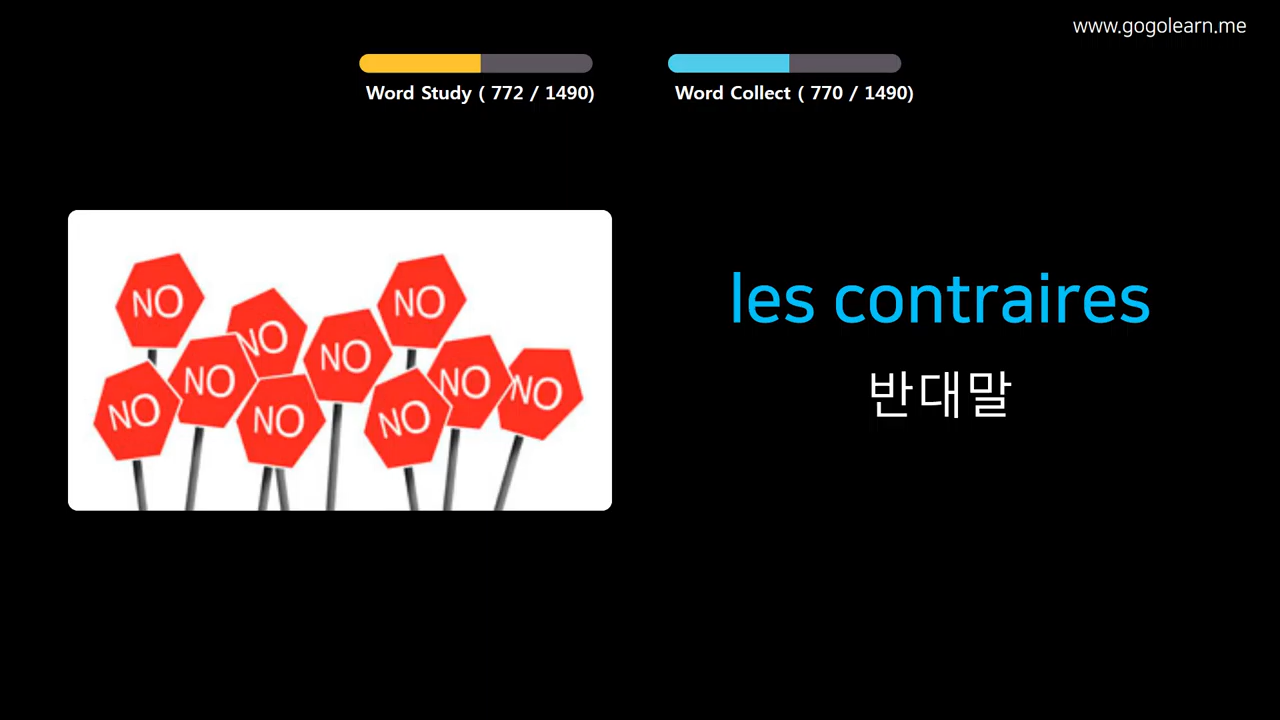 www.gogolearn.me
Word Study ( 772 / 1490)
Word Collect ( 770 / 1490)
NO
NO
NO
NO
NO
NO
NO
NO
NO
NO
les contraires
반대말